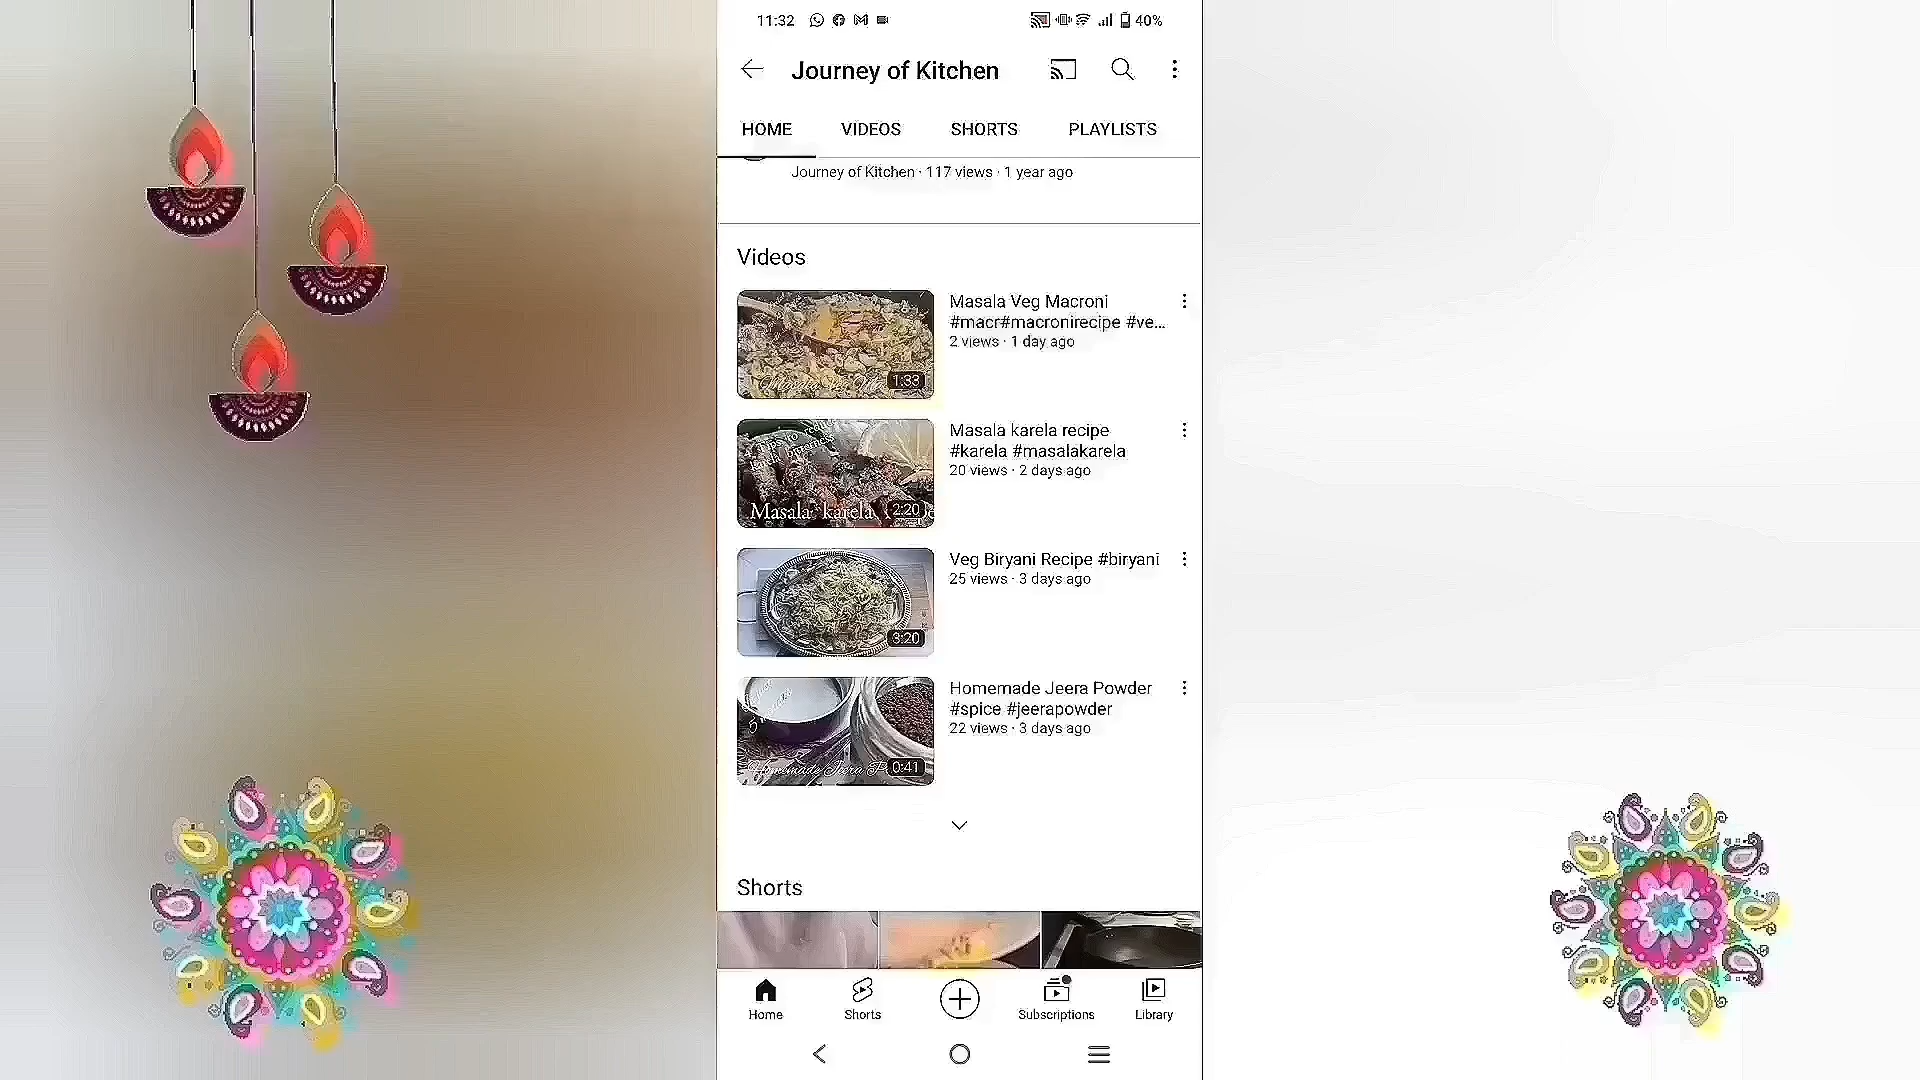 11:32 40%
Journey of Kitchen
HOME VIDEOS SHORTS PLAYLISTS
Journey of Kitchen · 117 views · 1 year ago
Videos
Masala Veg Macroni
#macr#macronirecipe #ve...
2 views · 1 day ago
1:33
Masala karela recipe
#karela #masalakarela
20 views · 2 days ago
Masala karela
2:20
Veg Biryani Recipe #biryani
25 views · 3 days ago
3:20
Homemade Jeera Powder
#spice #jeerapowder
22 views · 3 days ago
Homemade Jeera P
0:41
Shorts
Home Shorts Subscriptions Library